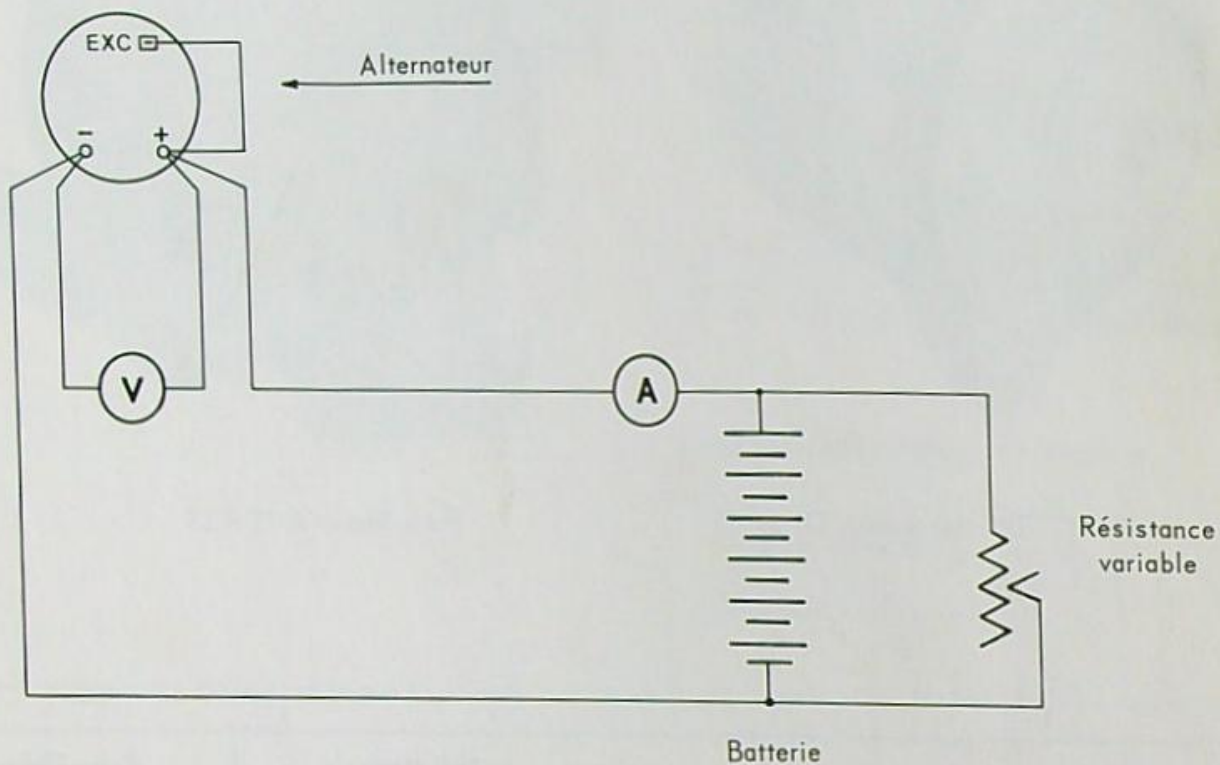 EXC
Alternateur
- +
V
A
Résistance
variable
Batterie